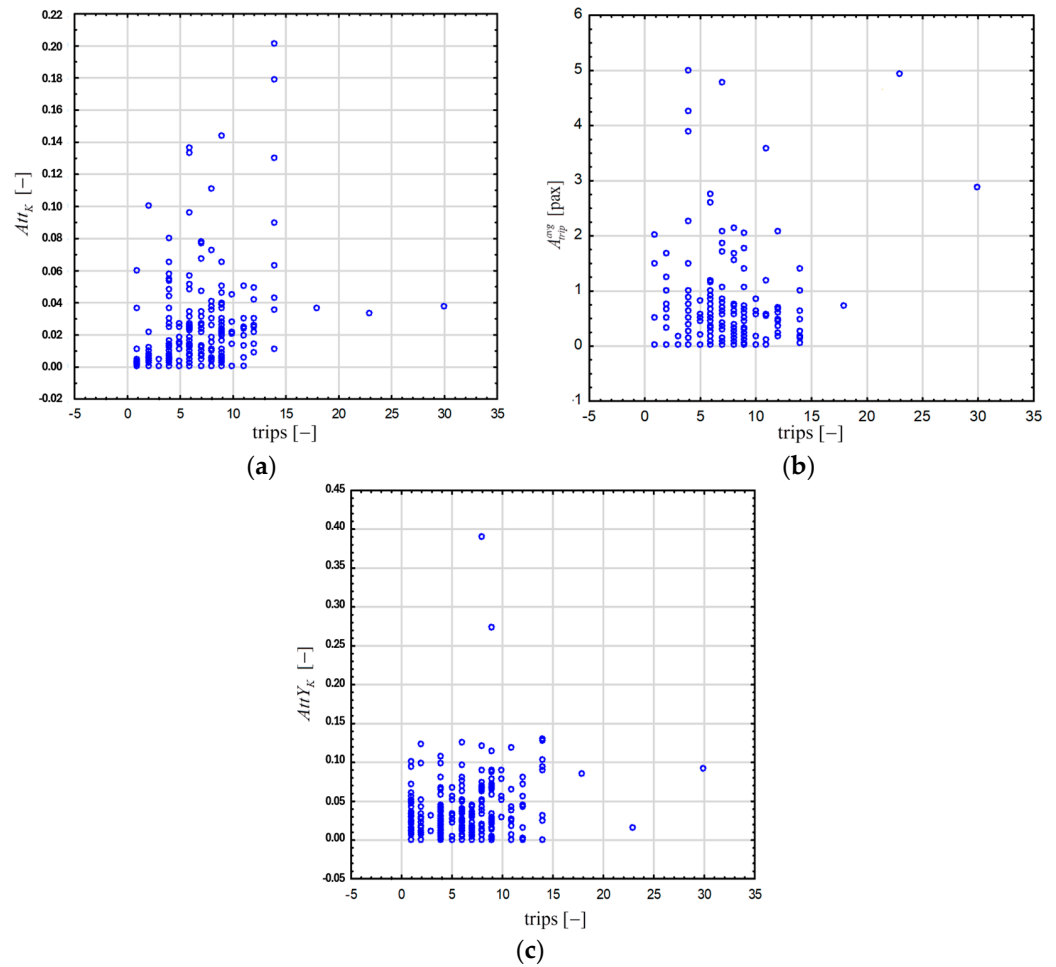 0.22
0.20
0.18
0.16
0.14
0.12
0.10
0.08
0.06
0.04
0.02
0.00
-0.02
Att_K [–]
-5 0 5 10 15 20 25 30 35
trips [–]
(a)
6
5
4
3
2
1
0
-1
A_trip^avg [pax]
-5 0 5 10 15 20 25 30 35
trips [–]
(b)
0.45
0.40
0.35
0.30
0.25
0.20
0.15
0.10
0.05
0.00
-0.05
AttY_K [–]
-5 0 5 10 15 20 25 30 35
trips [–]
(c)